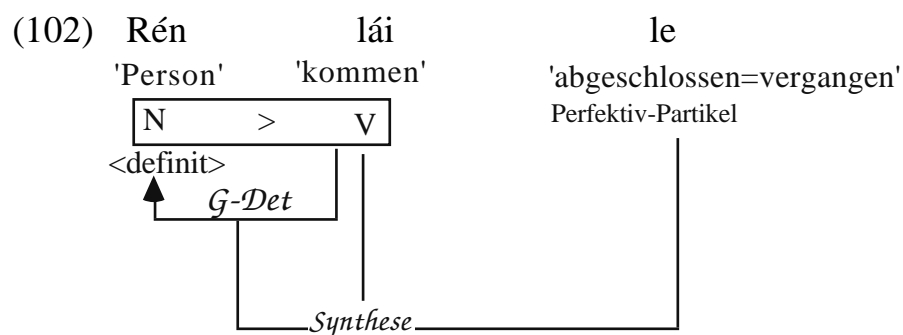 (102) Rén lái le
'Person' 'kommen' 'abgeschlossen=vergangen'
Perfektiv-Partikel
N > V
<definit>
G-Det
Synthese